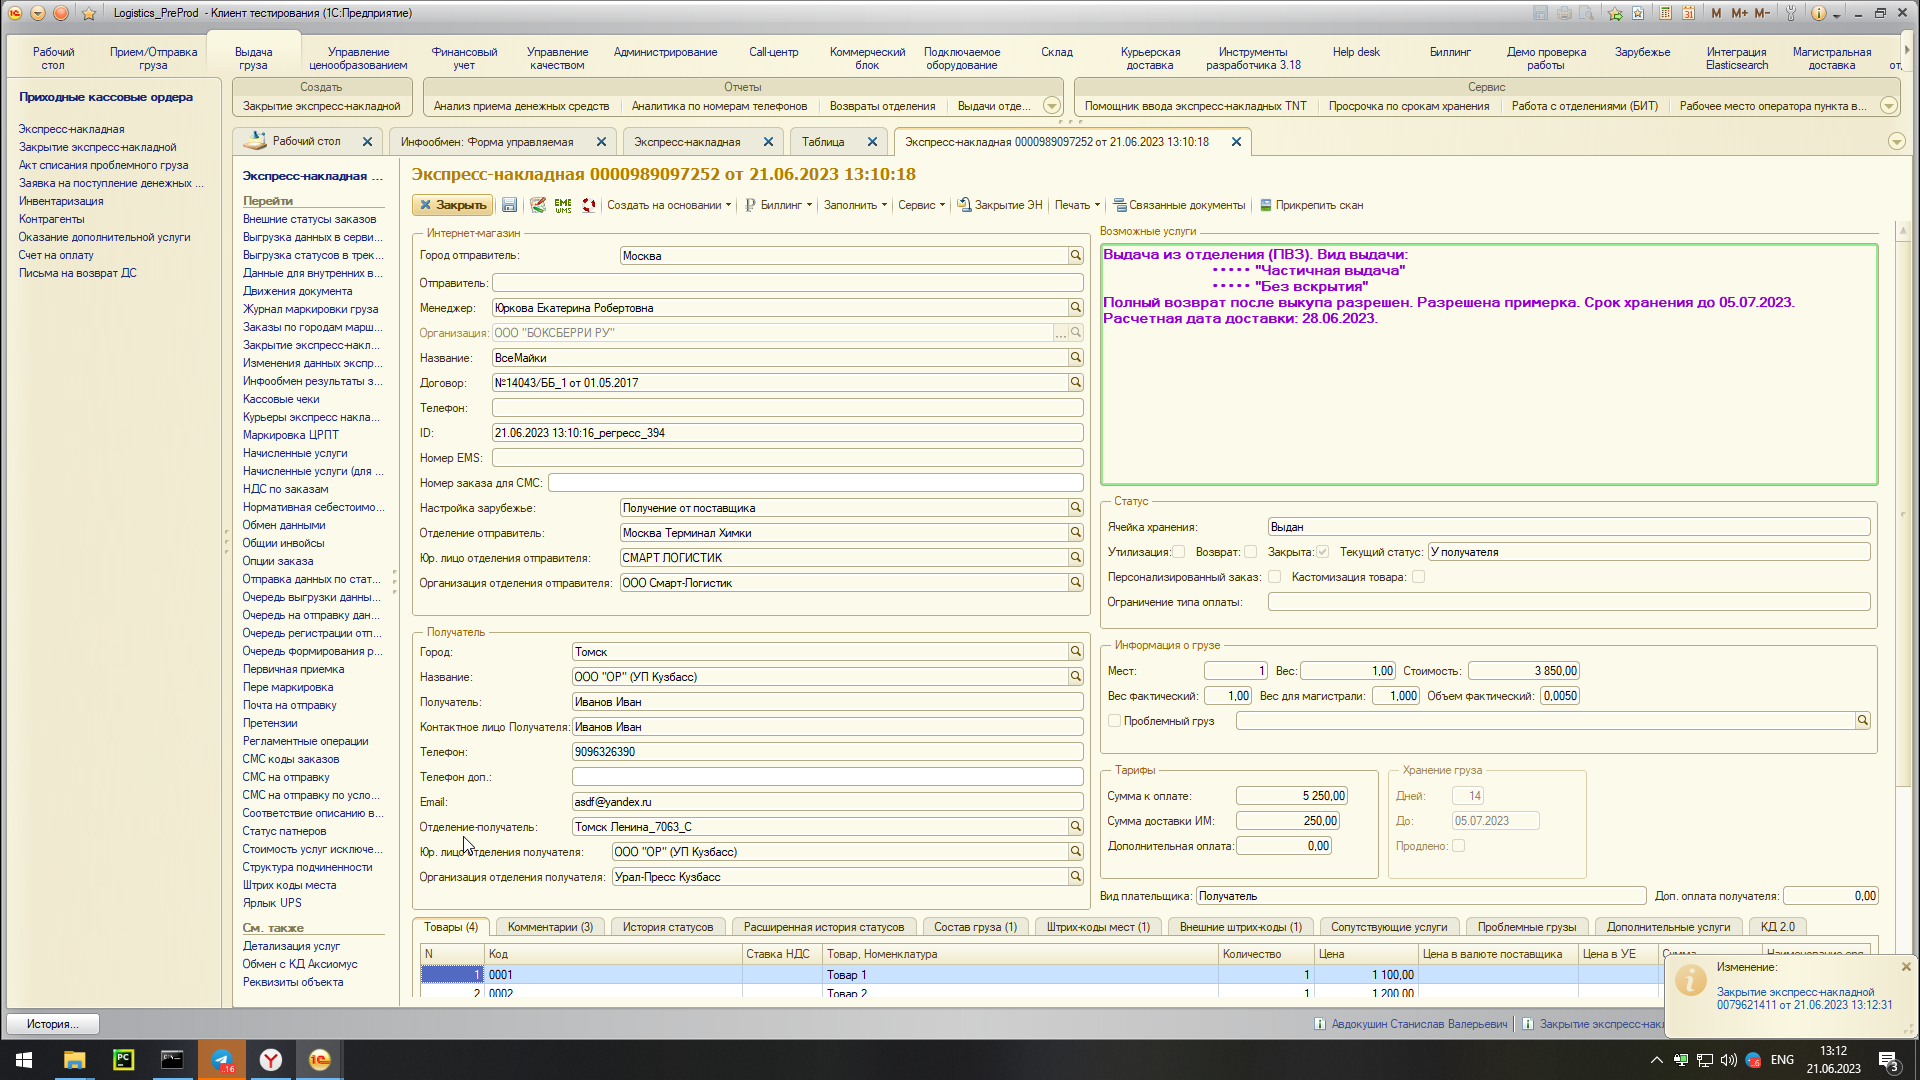 Logistics_PreProd - Клиент тестирования (1С:Предприятие)
M M+ M-
Рабочий стол
Прием/Отправка груза
Выдача груза
Управление ценообразованием
Финансовый учет
Управление качеством
Администрирование
Call-центр
Коммерческий блок
Подключаемое оборудование
Склад
Курьерская доставка
Инструменты разработчика 3.18
Help desk
Биллинг
Демо проверка работы
Зарубежье
Интеграция Elasticsearch
Магистральная доставка
Приходные кассовые ордера
Экспресс-накладная
Закрытие экспресс-накладной
Акт списания проблемного груза
Заявка на поступление денежных ...
Инвентаризация
Контрагенты
Оказание дополнительной услуги
Счет на оплату
Письма на возврат ДС
Создать
Закрытие экспресс-накладной
Отчеты
Анализ приема денежных средств
Аналитика по номерам телефонов
Возвраты отделения
Выдачи отде...
Сервис
Помощник ввода экспресс-накладных TNT
Просрочка по срокам хранения
Работа с отделениями (БИТ)
Рабочее место оператора пункта в...
Рабочий стол
Инфообмен: Форма управляемая
Экспресс-накладная
Таблица
Экспресс-накладная 0000989097252 от 21.06.2023 13:10:18
Экспресс-накладная ...
Перейти
Внешние статусы заказов
Выгрузка данных в серви...
Выгрузка статусов в трек...
Данные для внутренних в...
Движения документа
Журнал маркировки груза
Заказы по городам марш...
Закрытие экспресс-накл...
Изменения данных экспр...
Инфообмен результаты з...
Кассовые чеки
Курьеры экспресс накла...
Маркировка ЦРПТ
Начисленные услуги
Начисленные услуги (для ...
НДС по заказам
Нормативная себестоимо...
Обмен данными
Общии инвойсы
Опции заказа
Отправка данных по стат...
Очередь выгрузки данны...
Очередь на отправку дан...
Очередь регистрации отп...
Очередь формирования р...
Первичная приемка
Пере маркировка
Почта на отправку
Претензии
Регламентные операции
СМС коды заказов
СМС на отправку
СМС на отправку по усло...
Соответствие описанию в...
Статус патнеров
Стоимость услуг исключе...
Структура подчиненности
Штрих коды места
Ярлык UPS
См. также
Детализация услуг
Обмен с КД Аксиомус
Реквизиты объекта
Экспресс-накладная 0000989097252 от 21.06.2023 13:10:18
Закрыть
EME WMS
Создать на основании
Биллинг
Заполнить
Сервис
Закрытие ЭН
Печать
Связанные документы
Прикрепить скан
Интернет-магазин
Город отправитель: Москва
Отправитель:
Менеджер: Юркова Екатерина Робертовна
Организация: ООО "БОКСБЕРРИ РУ"
Название: ВсеМайки
Договор: №14043/ББ_1 от 01.05.2017
Телефон:
ID: 21.06.2023 13:10:16_регресс_394
Номер EMS:
Номер заказа для СМС:
Настройка зарубежье: Получение от поставщика
Отделение отправитель: Москва Терминал Химки
Юр. лицо отделения отправителя: СМАРТ ЛОГИСТИК
Организация отделения отправителя: ООО Смарт-Логистик
Получатель
Город: Томск
Название: ООО "ОР" (УП Кузбасс)
Получатель: Иванов Иван
Контактное лицо Получателя: Иванов Иван
Телефон: 9096326390
Телефон доп.:
Email: asdf@yandex.ru
Отделение-получатель: Томск Ленина_7063_С
Юр. лицо отделения получателя: ООО "ОР" (УП Кузбасс)
Организация отделения получателя: Урал-Пресс Кузбасс
Возможные услуги
Выдача из отделения (ПВЗ). Вид выдачи:
• • • • • "Частичная выдача"
• • • • • "Без вскрытия"
Полный возврат после выкупа разрешен. Разрешена примерка. Срок хранения до 05.07.2023.
Расчетная дата доставки: 28.06.2023.
Статус
Ячейка хранения: Выдан
Утилизация: Возврат: Закрыта: Текущий статус: У получателя
Персонализированный заказ: Кастомизация товара:
Ограничение типа оплаты:
Информация о грузе
Мест: 1 Вес: 1,00 Стоимость: 3 850,00
Вес фактический: 1,00 Вес для магистрали: 1,000 Объем фактический: 0,0050
Проблемный груз
Тарифы
Сумма к оплате: 5 250,00
Сумма доставки ИМ: 250,00
Дополнительная оплата: 0,00
Хранение груза
Дней: 14
До: 05.07.2023
Продлено:
Вид плательщика: Получатель Доп. оплата получателя: 0,00
Товары (4)
Комментарии (3)
История статусов
Расширенная история статусов
Состав груза (1)
Штрих-коды мест (1)
Внешние штрих-коды (1)
Сопутствующие услуги
Проблемные грузы
Дополнительные услуги
КД 2.0
N Код Ставка НДС Товар, Номенклатура Количество Цена Цена в валюте поставщика Цена в УЕ
1 0001 Товар 1 1 1 100,00
2 0002 Товар 2 1 1 200,00
Изменение:
Закрытие экспресс-накладной
0079621411 от 21.06.2023 13:12:31
История...
Авдокушин Станислав Валерьевич
Закрытие экспресс-накл
ENG
13:12
21.06.2023
3